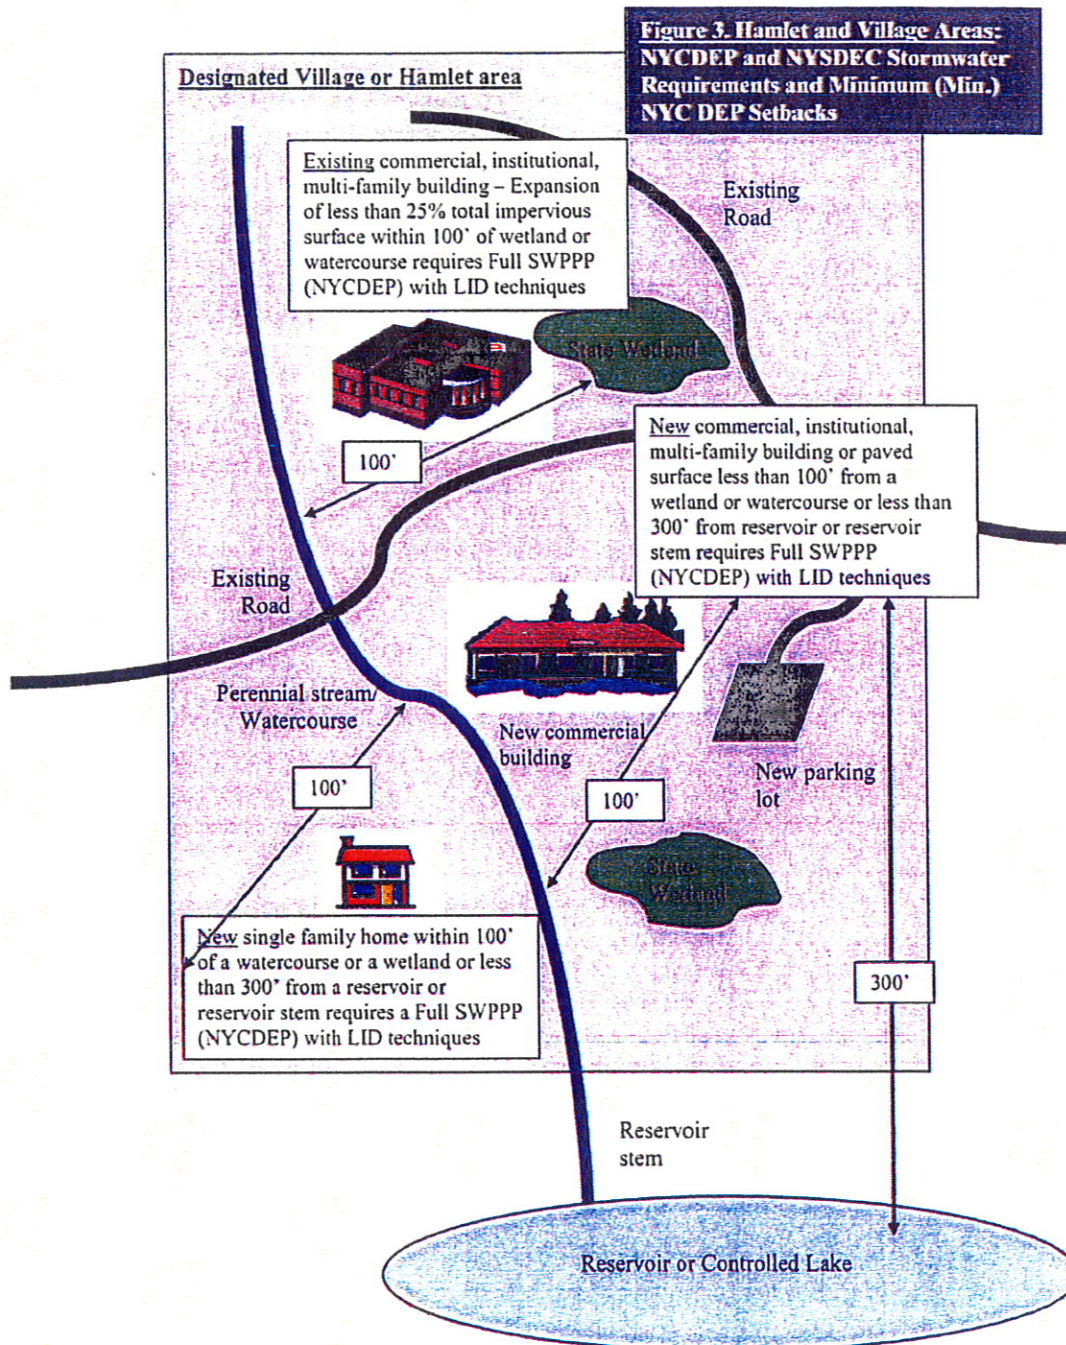 Figure 3. Hamlet and Village Areas:
NYCDEP and NYSDEC Stormwater
Requirements and Minimum (Min.)
NYC DEP Setbacks
Designated Village or Hamlet area
Existing commercial, institutional,
multi-family building – Expansion
of less than 25% total impervious
surface within 100' of wetland or
watercourse requires Full SWPPP
(NYCDEP) with LID techniques
Existing
Road
State Wetland
100'
New commercial, institutional,
multi-family building or paved
surface less than 100' from a
wetland or watercourse or less than
300' from reservoir or reservoir
stem requires Full SWPPP
(NYCDEP) with LID techniques
Existing
Road
Perennial stream/
Watercourse
New commercial
building
New parking
lot
100'
100'
State
Wetland
New single family home within 100'
of a watercourse or a wetland or less
than 300' from a reservoir or
reservoir stem requires a Full SWPPP
(NYCDEP) with LID techniques
300'
Reservoir
stem
Reservoir or Controlled Lake